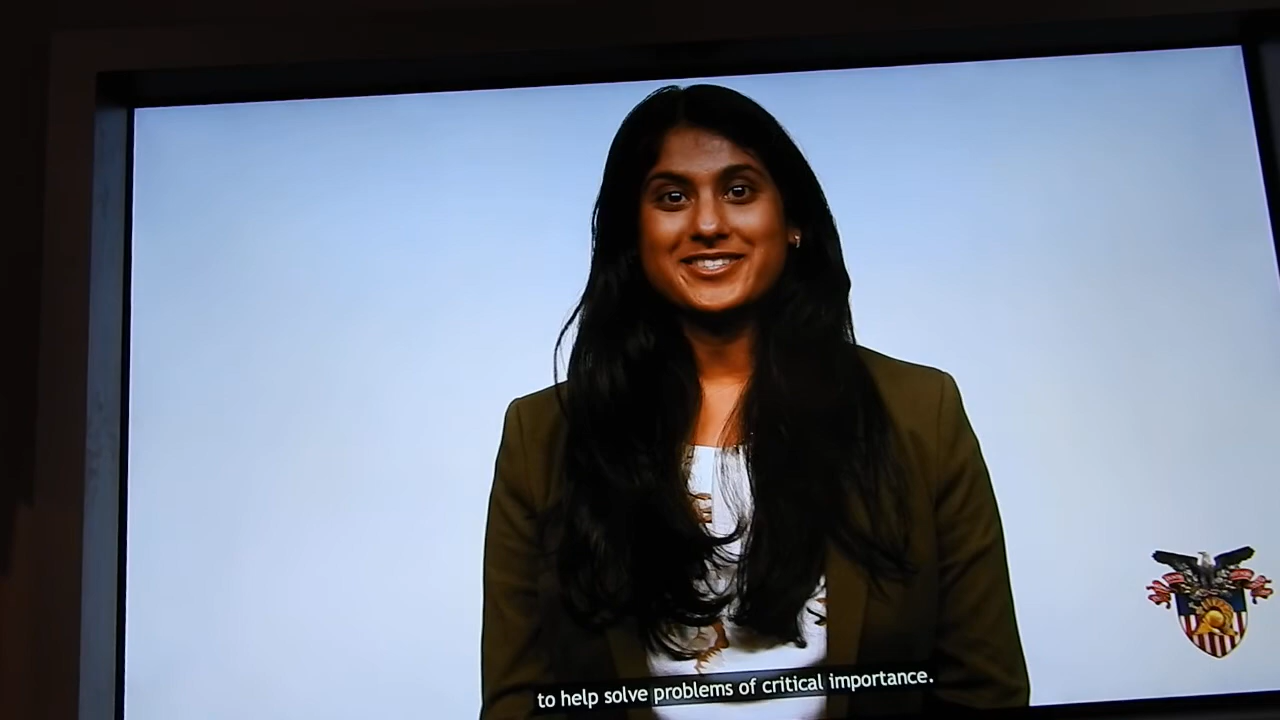 to help solve problems of critical importance.